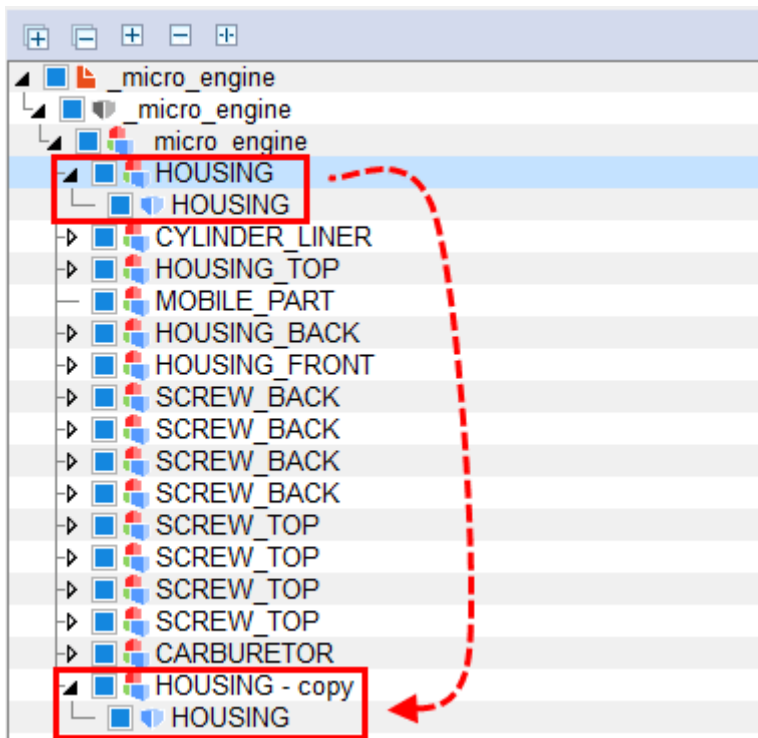 _micro_engine
_micro_engine
_micro_engine
HOUSING
HOUSING
CYLINDER_LINER
HOUSING_TOP
MOBILE_PART
HOUSING_BACK
HOUSING_FRONT
SCREW_BACK
SCREW_BACK
SCREW_BACK
SCREW_BACK
SCREW_TOP
SCREW_TOP
SCREW_TOP
SCREW_TOP
CARBURETOR
HOUSING - copy
HOUSING